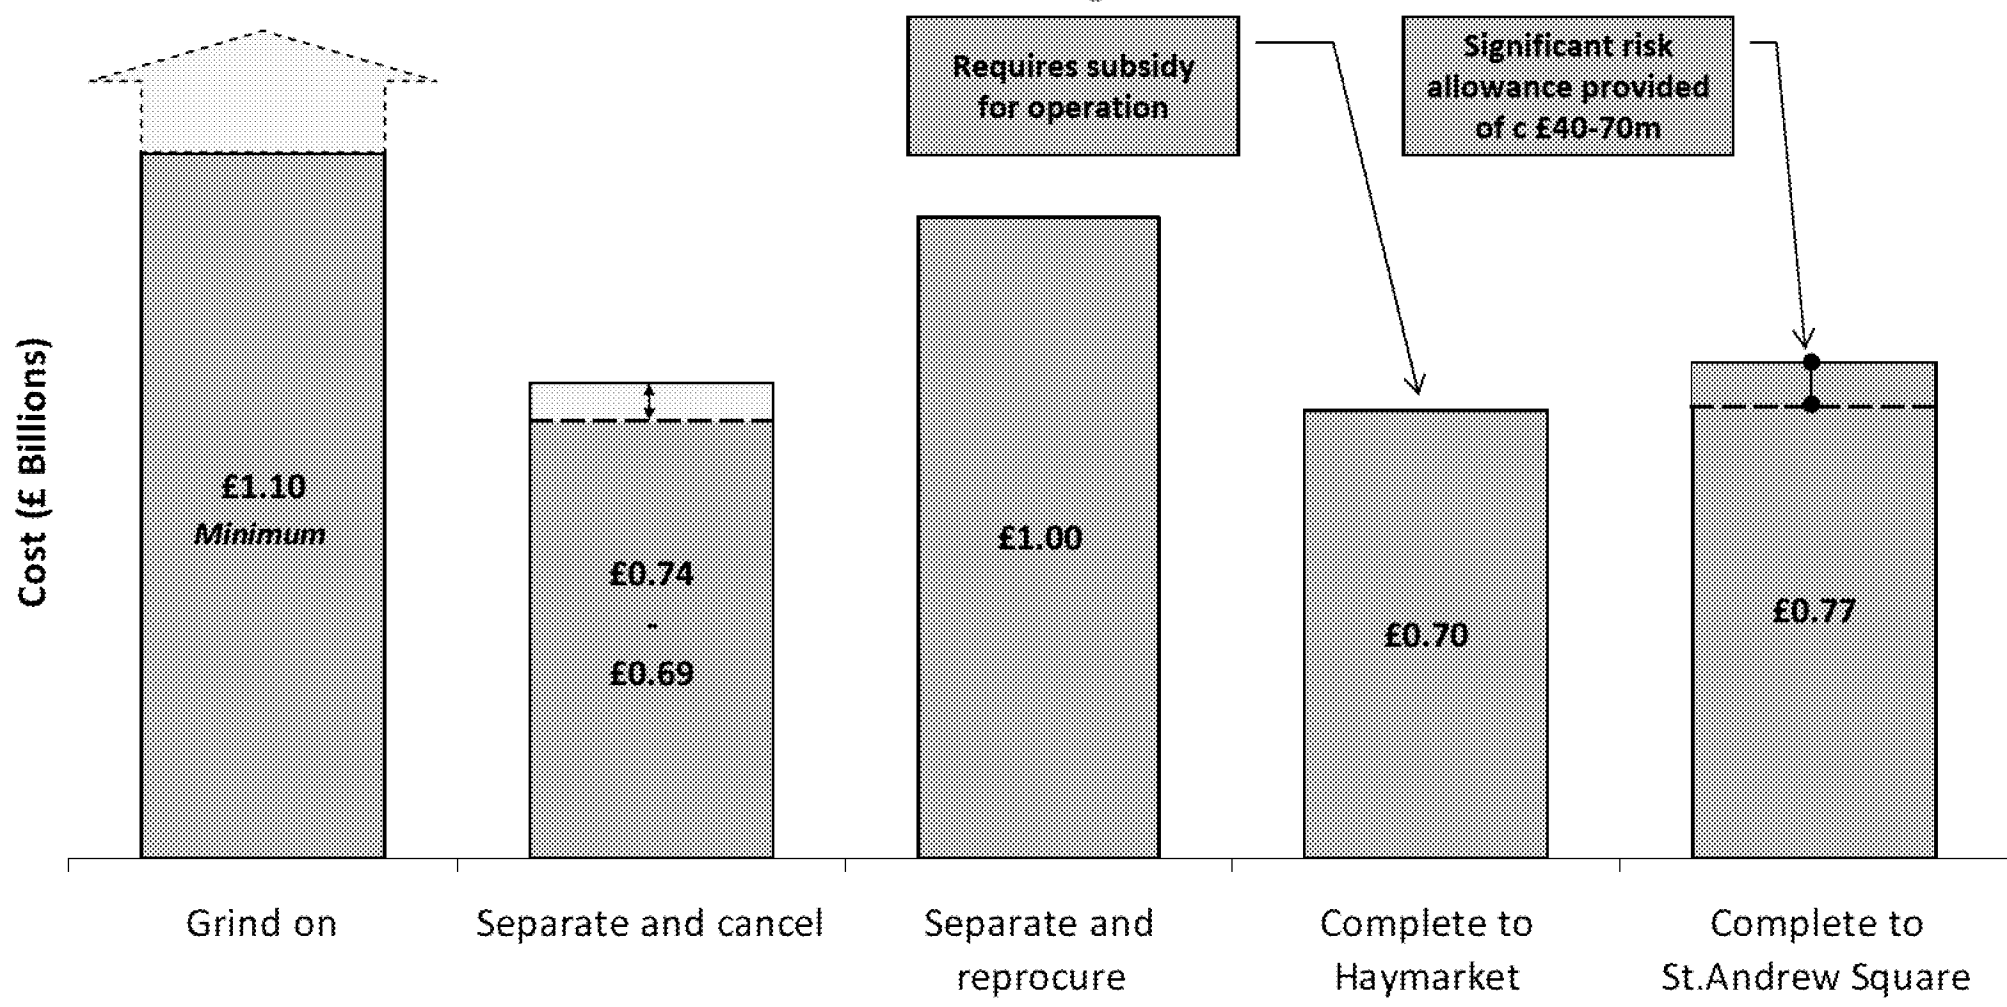 Requires subsidy
for operation
Significant risk
allowance provided
of c £40-70m
Cost (£ Billions)
£1.10
Minimum
£0.74
-
£0.69
£1.00
£0.70
£0.77
Grind on
Separate and cancel
Separate and
reprocure
Complete to
Haymarket
Complete to
St.Andrew Square